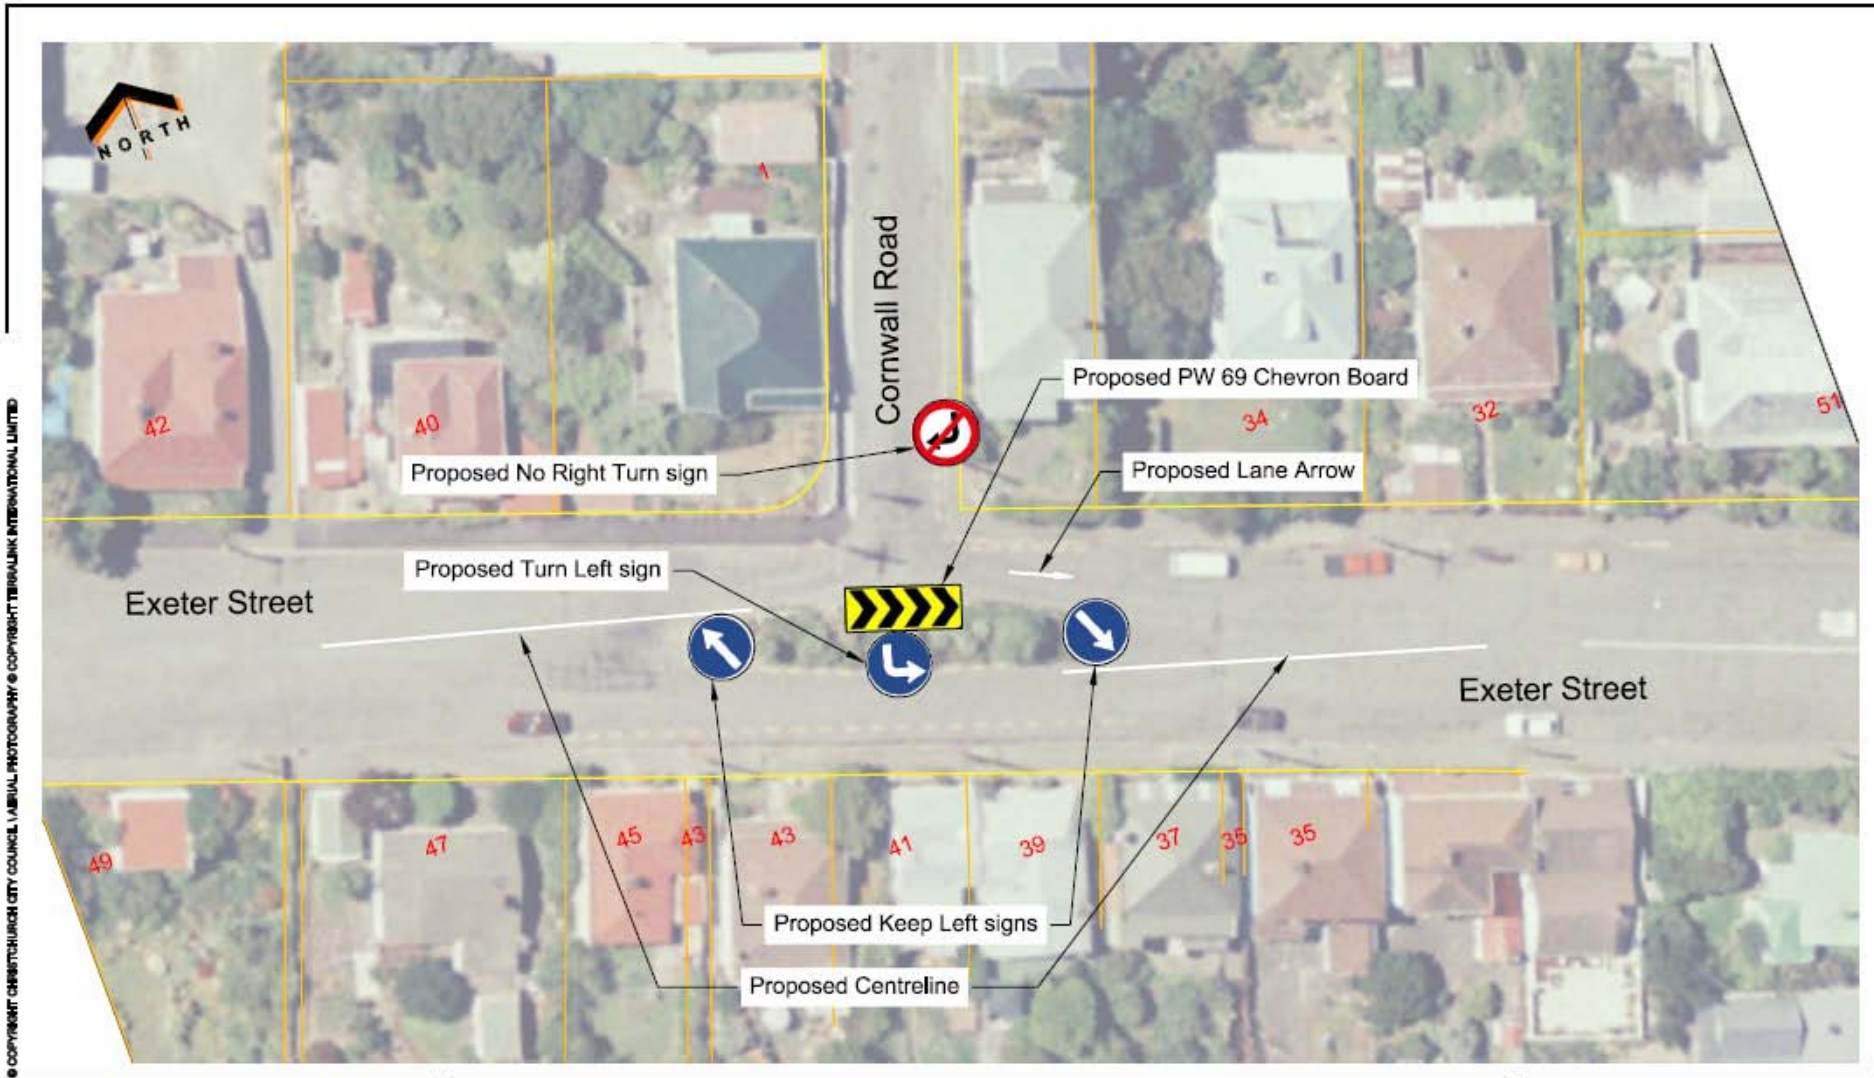 NORTH
1
Cornwall Road
Proposed PW 69 Chevron Board
42
40
34
32
51
Proposed No Right Turn sign
Proposed Lane Arrow
Proposed Turn Left sign
Exeter Street
Exeter Street
49
47
45
43
43
41
39
37
35
35
Proposed Keep Left signs
Proposed Centreline
© COPYRIGHT CHRISTCHURCH CITY COUNCIL \ AERIAL PHOTOGRAPHY © COPYRIGHT TERRALINK INTERNATIONAL LIMITED